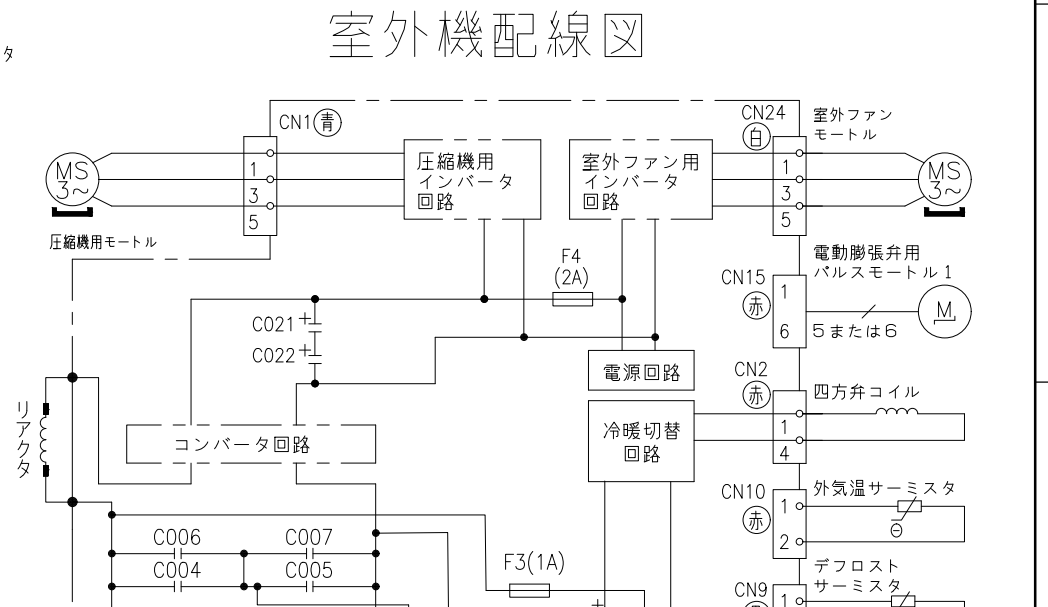 室外機配線図
タ
CN1 青
CN24
白
室外ファン
モートル
MS
3~
1
3
5
圧縮機用
インバータ
回路
室外ファン用
インバータ
回路
1
3
5
MS
3~
圧縮機用モートル
F4
(2A)
電動膨張弁用
パルスモートル1
CN15
赤
1
6
5または6
M
C021 +
C022 +
電源回路
CN2
赤
1
4
四方弁コイル
リアクタ
コンバータ回路
冷暖切替
回路
CN10
赤
1
2
外気温サーミスタ
Θ
C006
C007
C004
C005
F3(1A)
+
デフロスト
サーミスタ
CN9
1